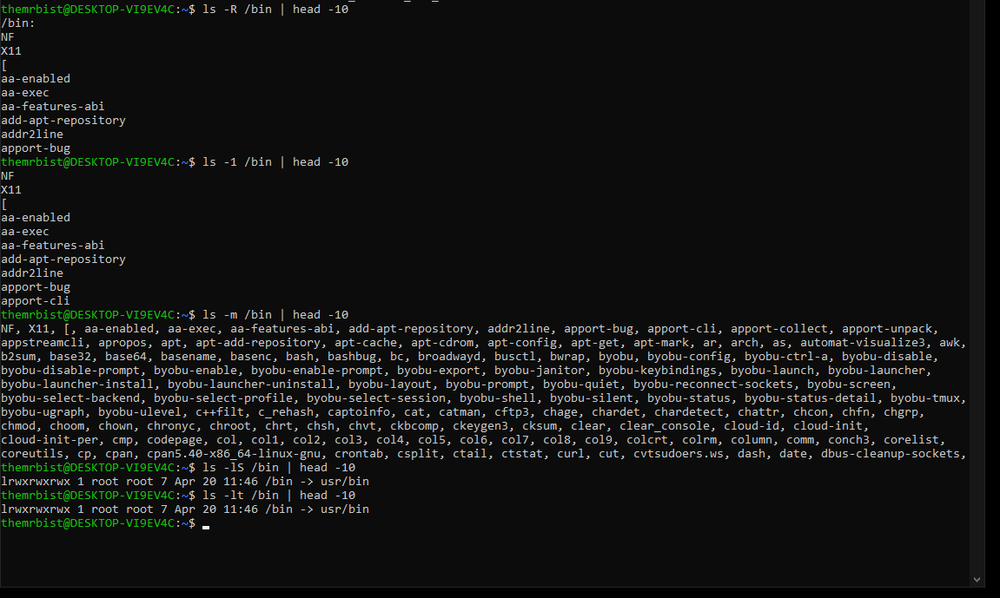 themrbist@DESKTOP-VI9EV4C:~$ ls -R /bin | head -10
/bin:
NF
X11
[
aa-enabled
aa-exec
aa-features-abi
add-apt-repository
addr2line
apport-bug
themrbist@DESKTOP-VI9EV4C:~$ ls -1 /bin | head -10
NF
X11
[
aa-enabled
aa-exec
aa-features-abi
add-apt-repository
addr2line
apport-bug
apport-cli
themrbist@DESKTOP-VI9EV4C:~$ ls -m /bin | head -10
NF, X11, [, aa-enabled, aa-exec, aa-features-abi, add-apt-repository, addr2line, apport-bug, apport-cli, apport-collect, apport-unpack,
appstreamcli, apropos, apt, apt-add-repository, apt-cache, apt-cdrom, apt-config, apt-get, apt-mark, ar, arch, as, automat-visualize3, awk,
b2sum, base32, base64, basename, basenc, bash, bashbug, bc, broadwayd, busctl, bwrap, byobu, byobu-config, byobu-ctrl-a, byobu-disable,
byobu-disable-prompt, byobu-enable, byobu-enable-prompt, byobu-export, byobu-janitor, byobu-keybindings, byobu-launch, byobu-launcher,
byobu-launcher-install, byobu-launcher-uninstall, byobu-layout, byobu-prompt, byobu-quiet, byobu-reconnect-sockets, byobu-screen,
byobu-select-backend, byobu-select-profile, byobu-select-session, byobu-shell, byobu-silent, byobu-status, byobu-status-detail, byobu-tmux,
byobu-ugraph, byobu-ulevel, c++filt, c_rehash, captoinfo, cat, catman, cftp3, chage, chardet, chardetect, chattr, chcon, chfn, chgrp,
chmod, choom, chown, chronyc, chroot, chrt, chsh, chvt, ckbcomp, ckeygen3, cksum, clear, clear_console, cloud-id, cloud-init,
cloud-init-per, cmp, codepage, col, col1, col2, col3, col4, col5, col6, col7, col8, col9, colcrt, colrm, column, comm, conch3, corelist,
coreutils, cp, cpan, cpan5.40-x86_64-linux-gnu, crontab, csplit, ctail, ctstat, curl, cut, cvtsudoers.ws, dash, date, dbus-cleanup-sockets,
themrbist@DESKTOP-VI9EV4C:~$ ls -lS /bin | head -10
lrwxrwxrwx 1 root root 7 Apr 20 11:46 /bin -> usr/bin
themrbist@DESKTOP-VI9EV4C:~$ ls -lt /bin | head -10
lrwxrwxrwx 1 root root 7 Apr 20 11:46 /bin -> usr/bin
themrbist@DESKTOP-VI9EV4C:~$